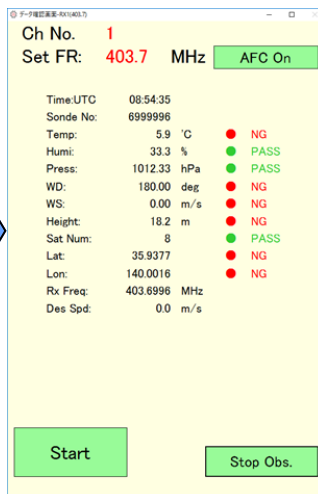 データ確認画面-RX1(403.7)
Ch No. 1
Set FR: 403.7 MHz AFC On
Time:UTC 08:54:35
Sonde No: 6999996
Temp: 5.9 ℃ NG
Humi: 33.3 % PASS
Press: 1012.33 hPa PASS
WD: 180.00 deg NG
WS: 0.00 m/s NG
Height: 18.2 m NG
Sat Num: 8 PASS
Lat: 35.9377 NG
Lon: 140.0016 NG
Rx Freq: 403.6996 MHz
Des Spd: 0.0 m/s
Start
Stop Obs.